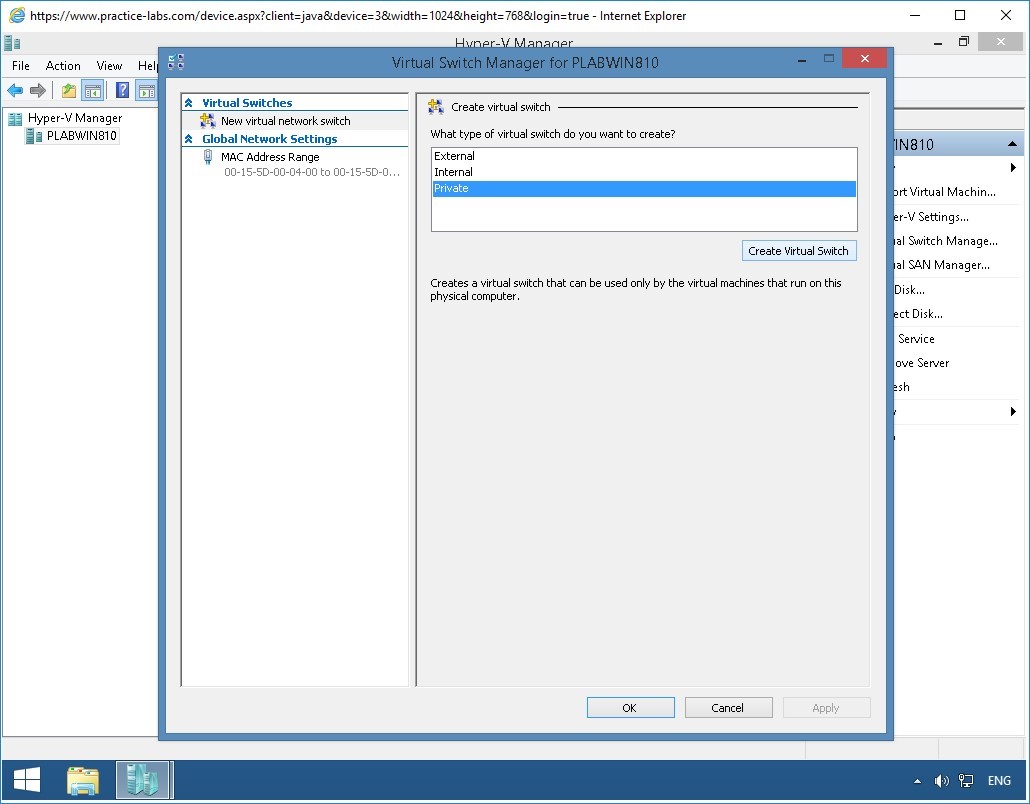 https://www.practice-labs.com/device.aspx?client=java&device=3&width=1024&height=768&login=true - Internet Explorer
Hyper-V Manager
File Action View Help
Virtual Switch Manager for PLABWIN810
Hyper-V Manager
PLABWIN810
Virtual Switches
New virtual network switch
Global Network Settings
MAC Address Range
00-15-5D-00-04-00 to 00-15-5D-0...
Create virtual switch
What type of virtual switch do you want to create?
External
Internal
Private
Create Virtual Switch
Creates a virtual switch that can be used only by the virtual machines that run on this
physical computer.
OK Cancel Apply
IN810
ort Virtual Machin...
er-V Settings...
al Switch Manage...
al SAN Manager...
Disk...
ect Disk...
Service
ove Server
esh
ENG